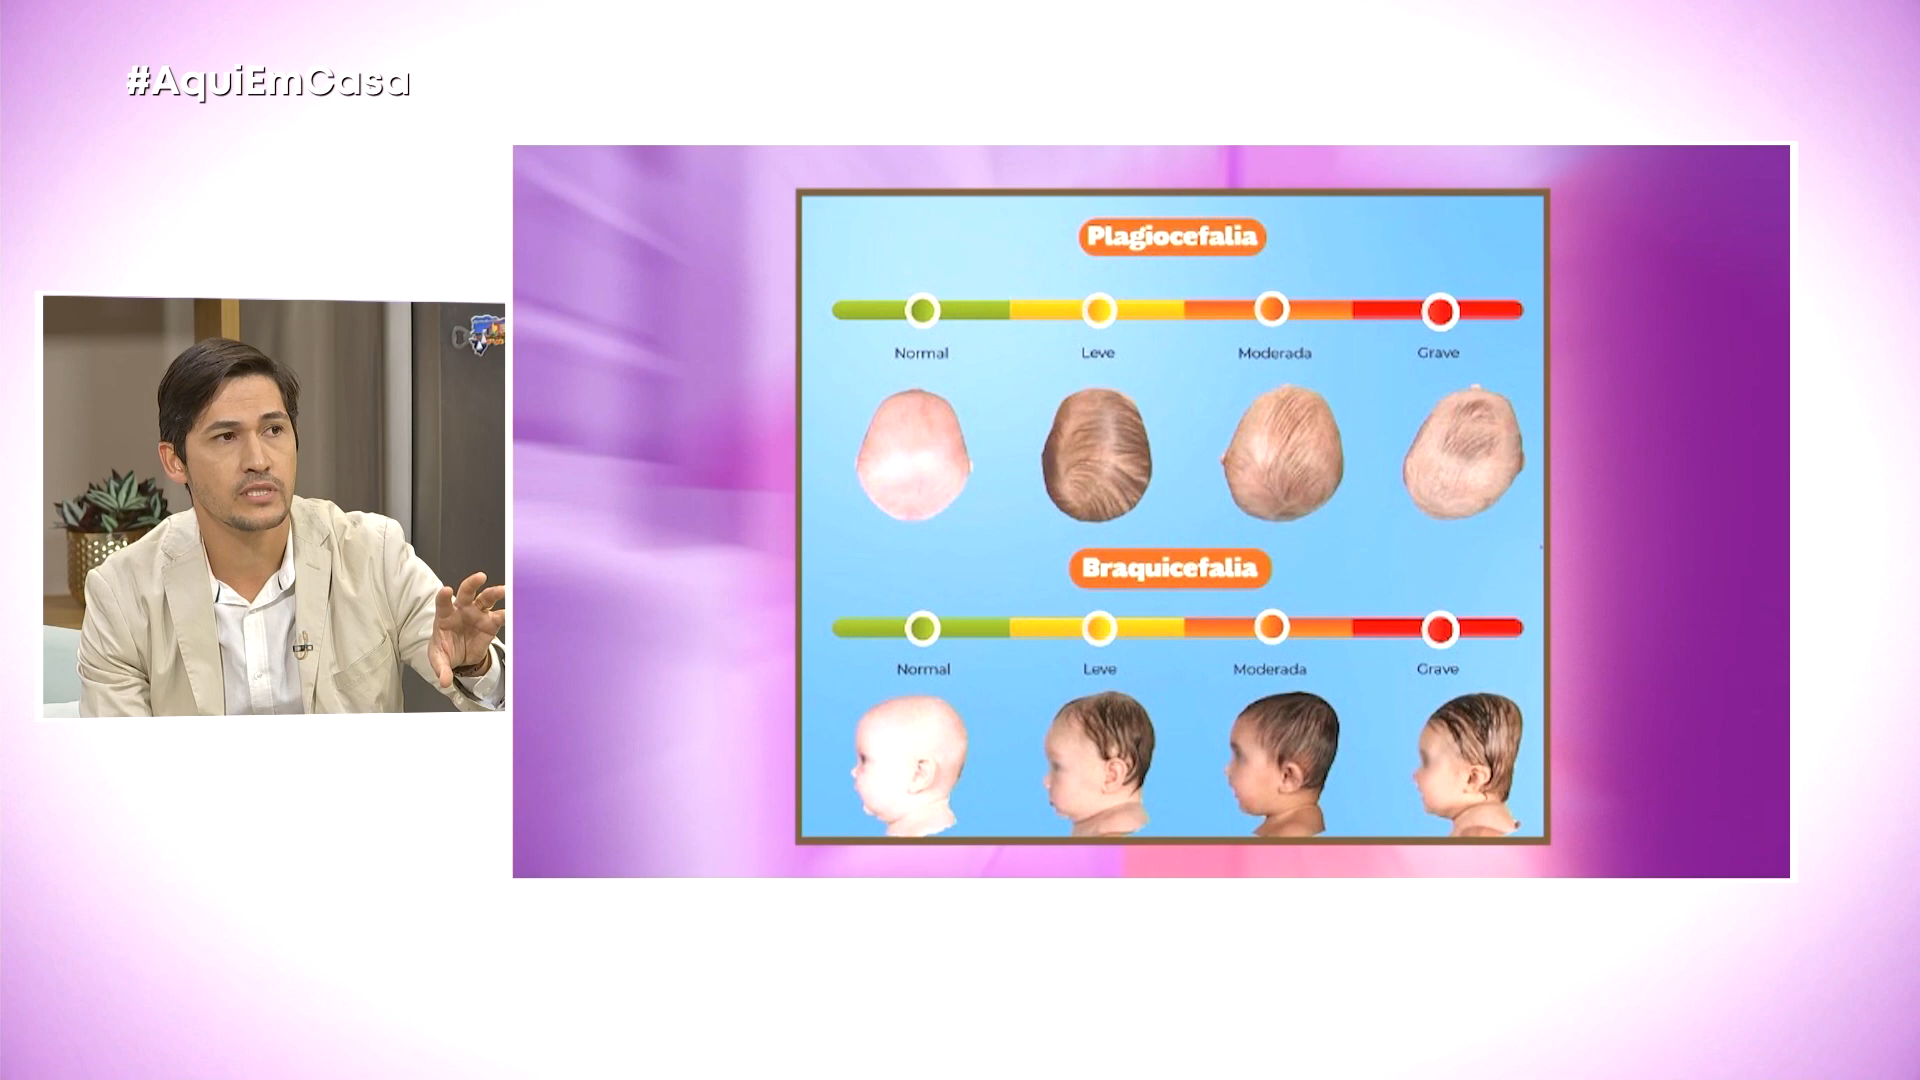 #AquiEmCasa
Plagiocefalia
Normal Leve Moderada Grave
Braquicefalia
Normal Leve Moderada Grave